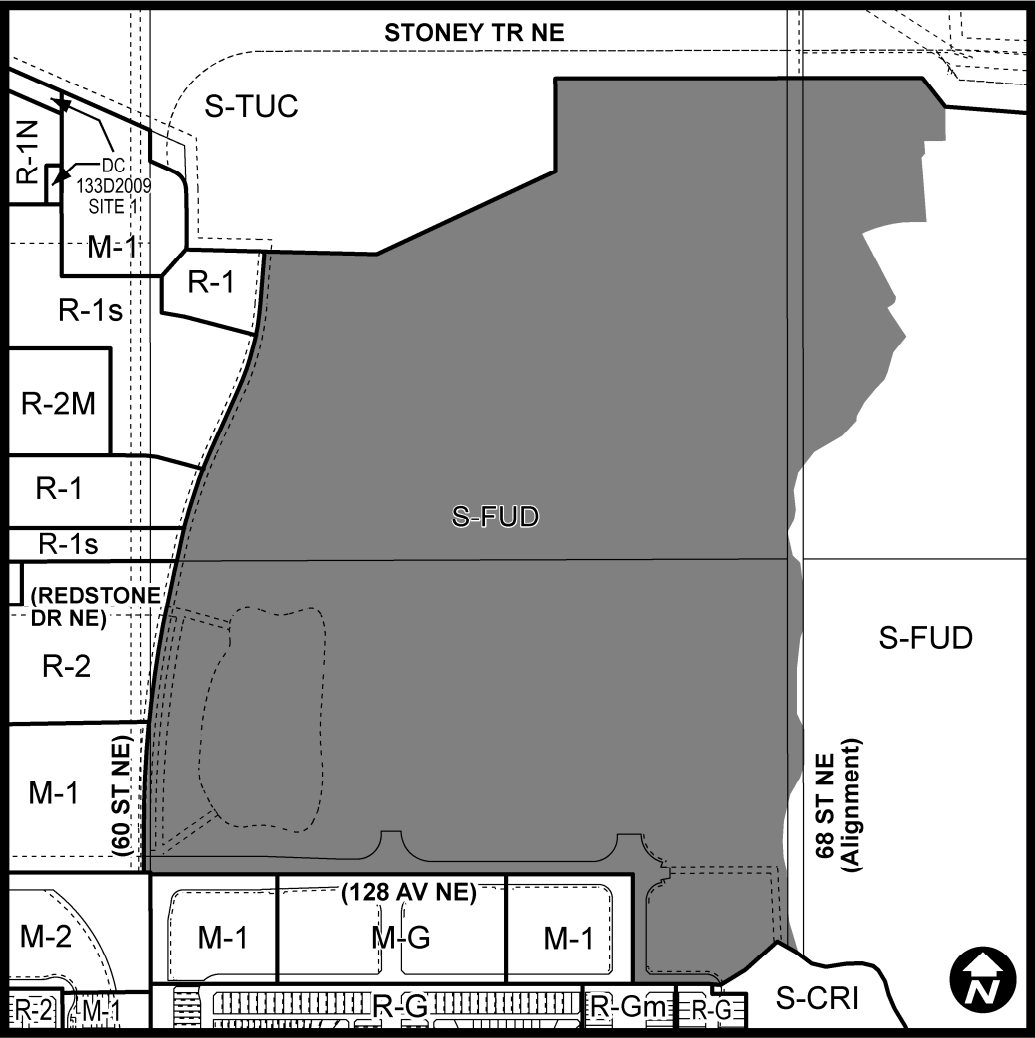 STONEY TR NE
S-TUC
R-1N
DC
133D2009
SITE 1
M-1
R-1
R-1s
R-2M
R-1
S-FUD
R-1s
(REDSTONE
DR NE)
S-FUD
R-2
(60 ST NE)
M-1
68 ST NE
(Alignment)
(128 AV NE)
M-2
M-1
M-G
M-1
N
R-2
M-1
R-G
R-Gm
R-G
S-CRI